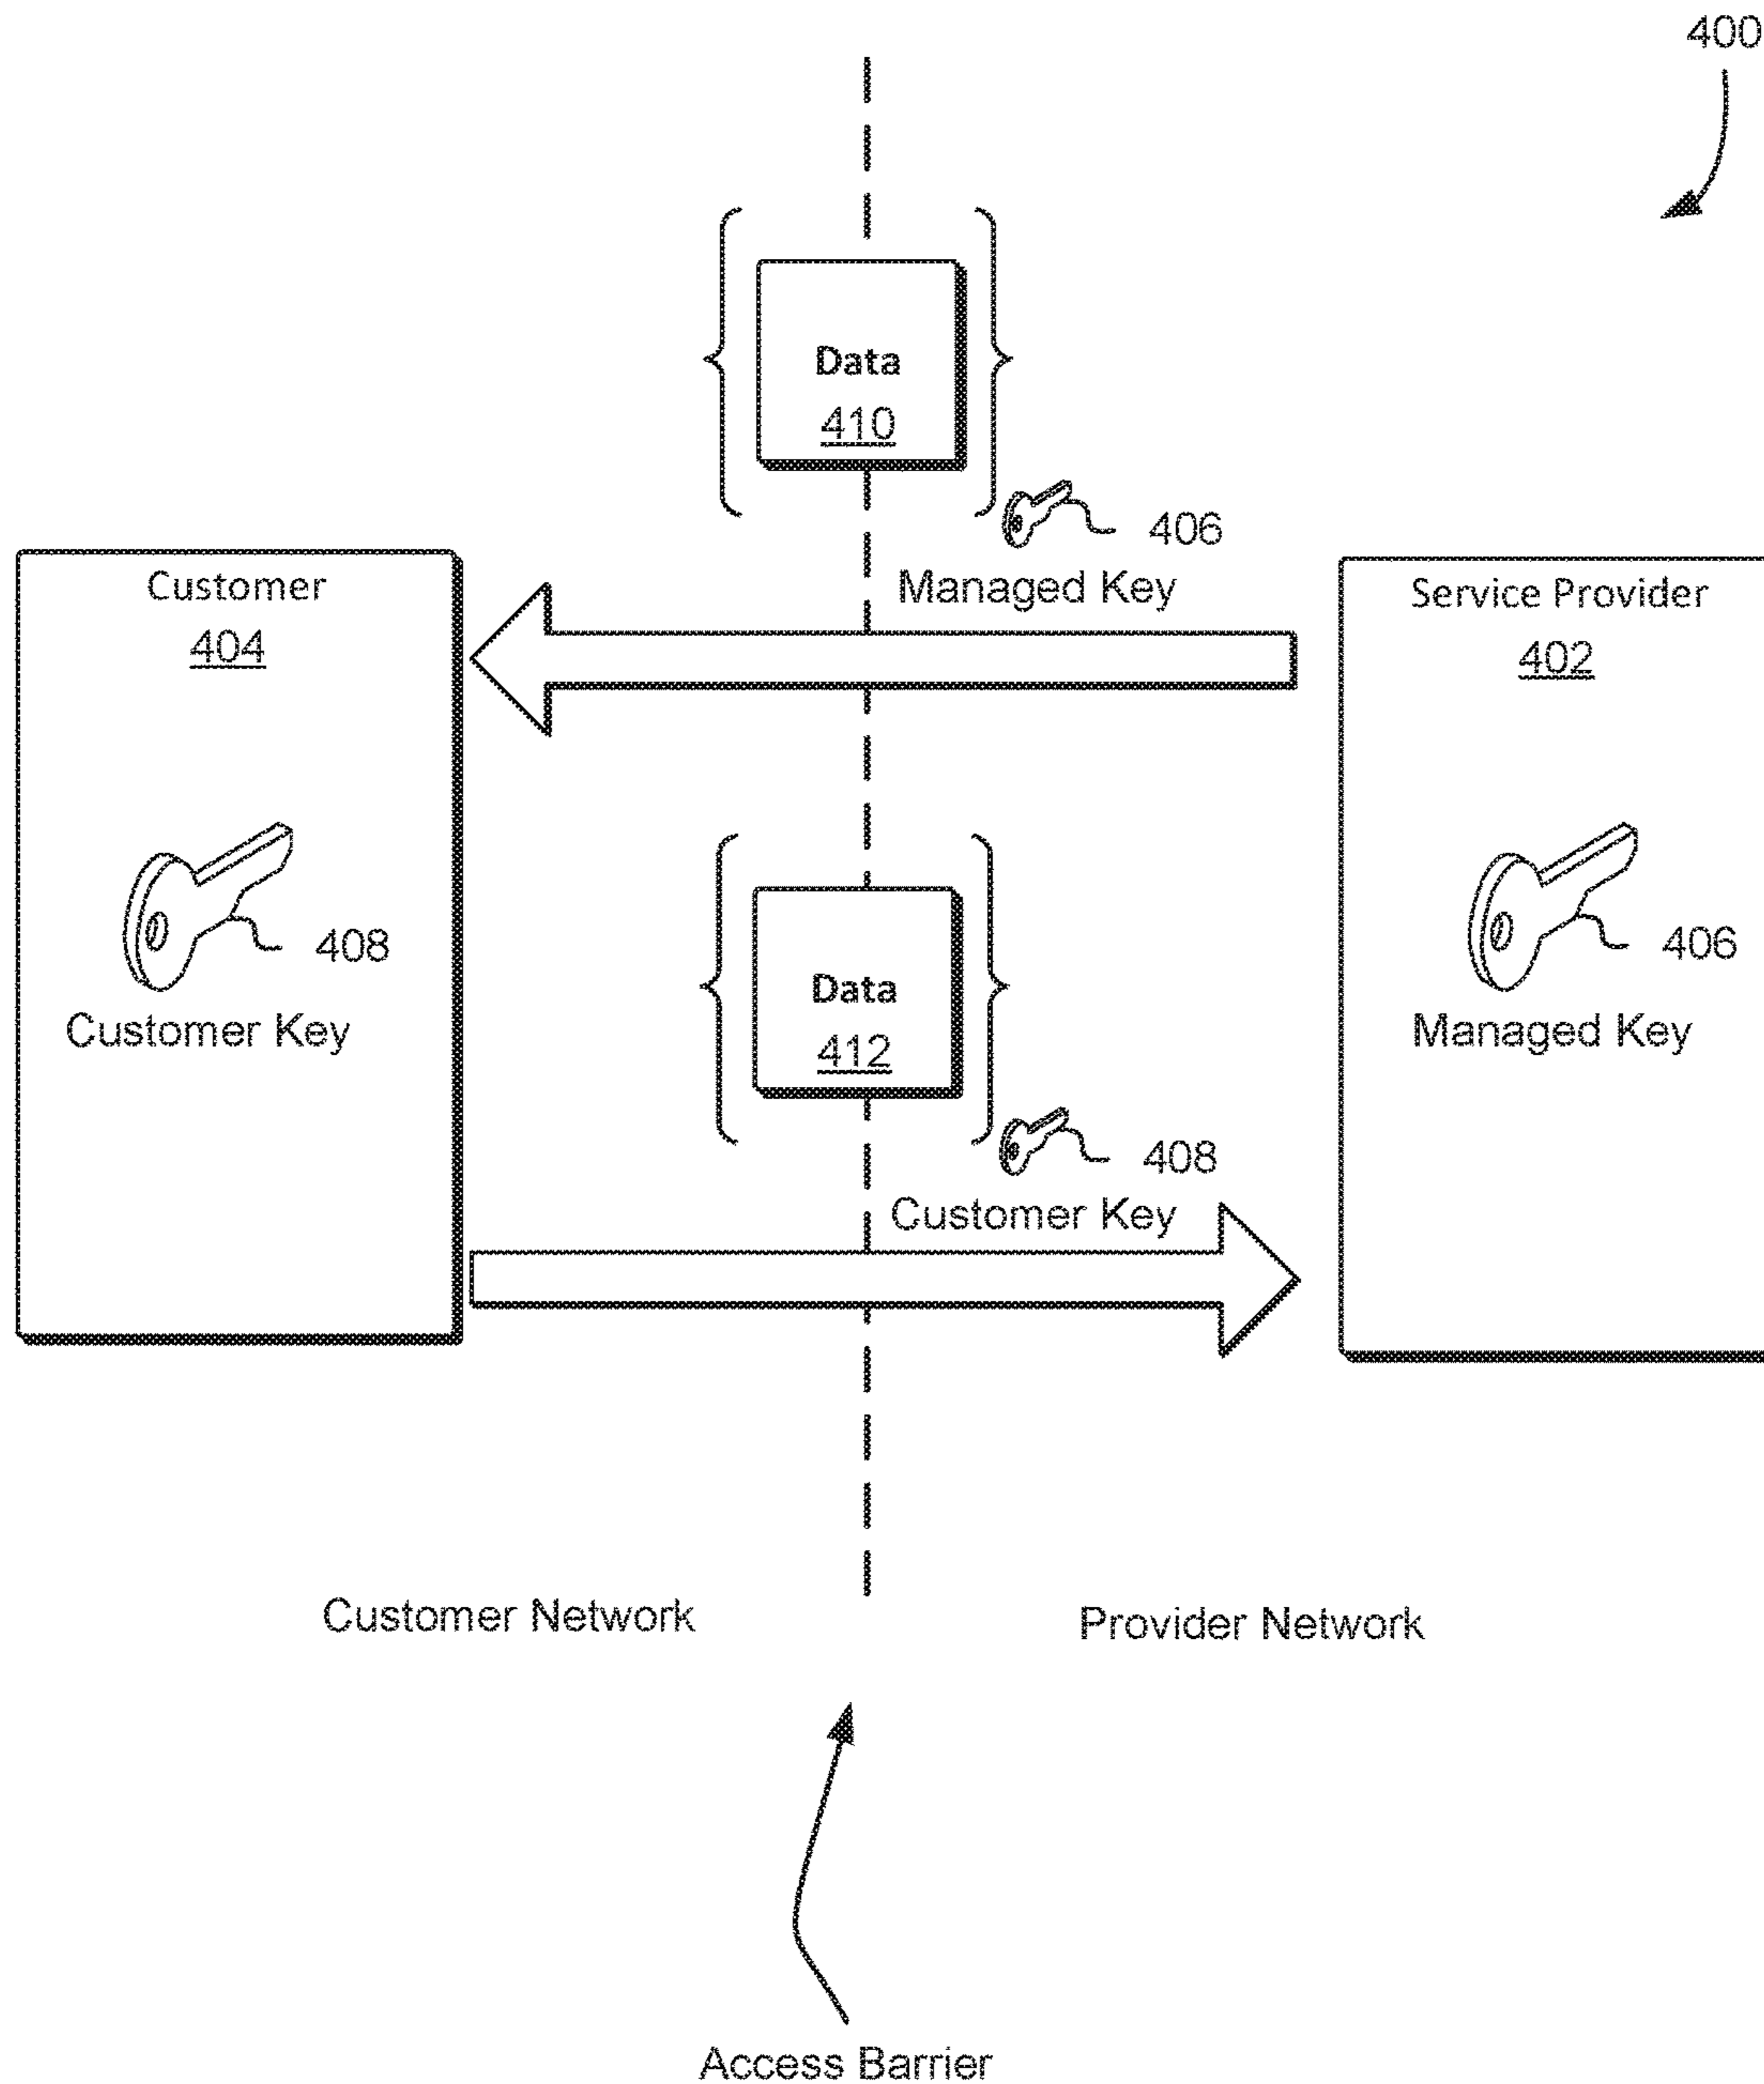 400
Data
410
406
Managed Key
Customer
404
Service Provider
402
408
Customer Key
406
Managed Key
Data
412
408
Customer Key
Customer Network
Provider Network
Access Barrier